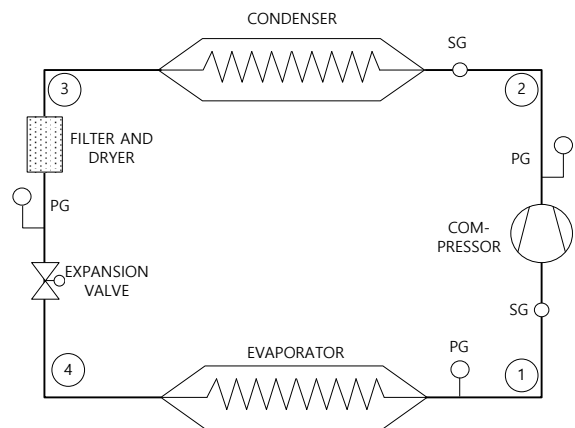 CONDENSER
SG
3
2
FILTER AND
DRYER
PG
PG
COM-
PRESSOR
EXPANSION
VALVE
SG
EVAPORATOR
PG
4
1